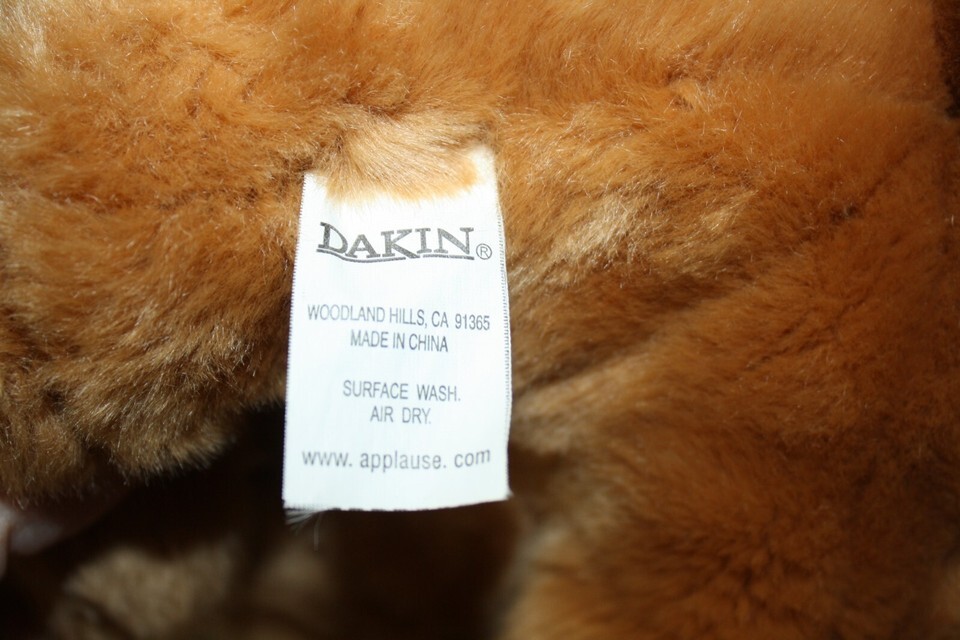 DAKIN®
WOODLAND HILLS, CA 91365
MADE IN CHINA
SURFACE WASH.
AIR DRY.
www. applause. com